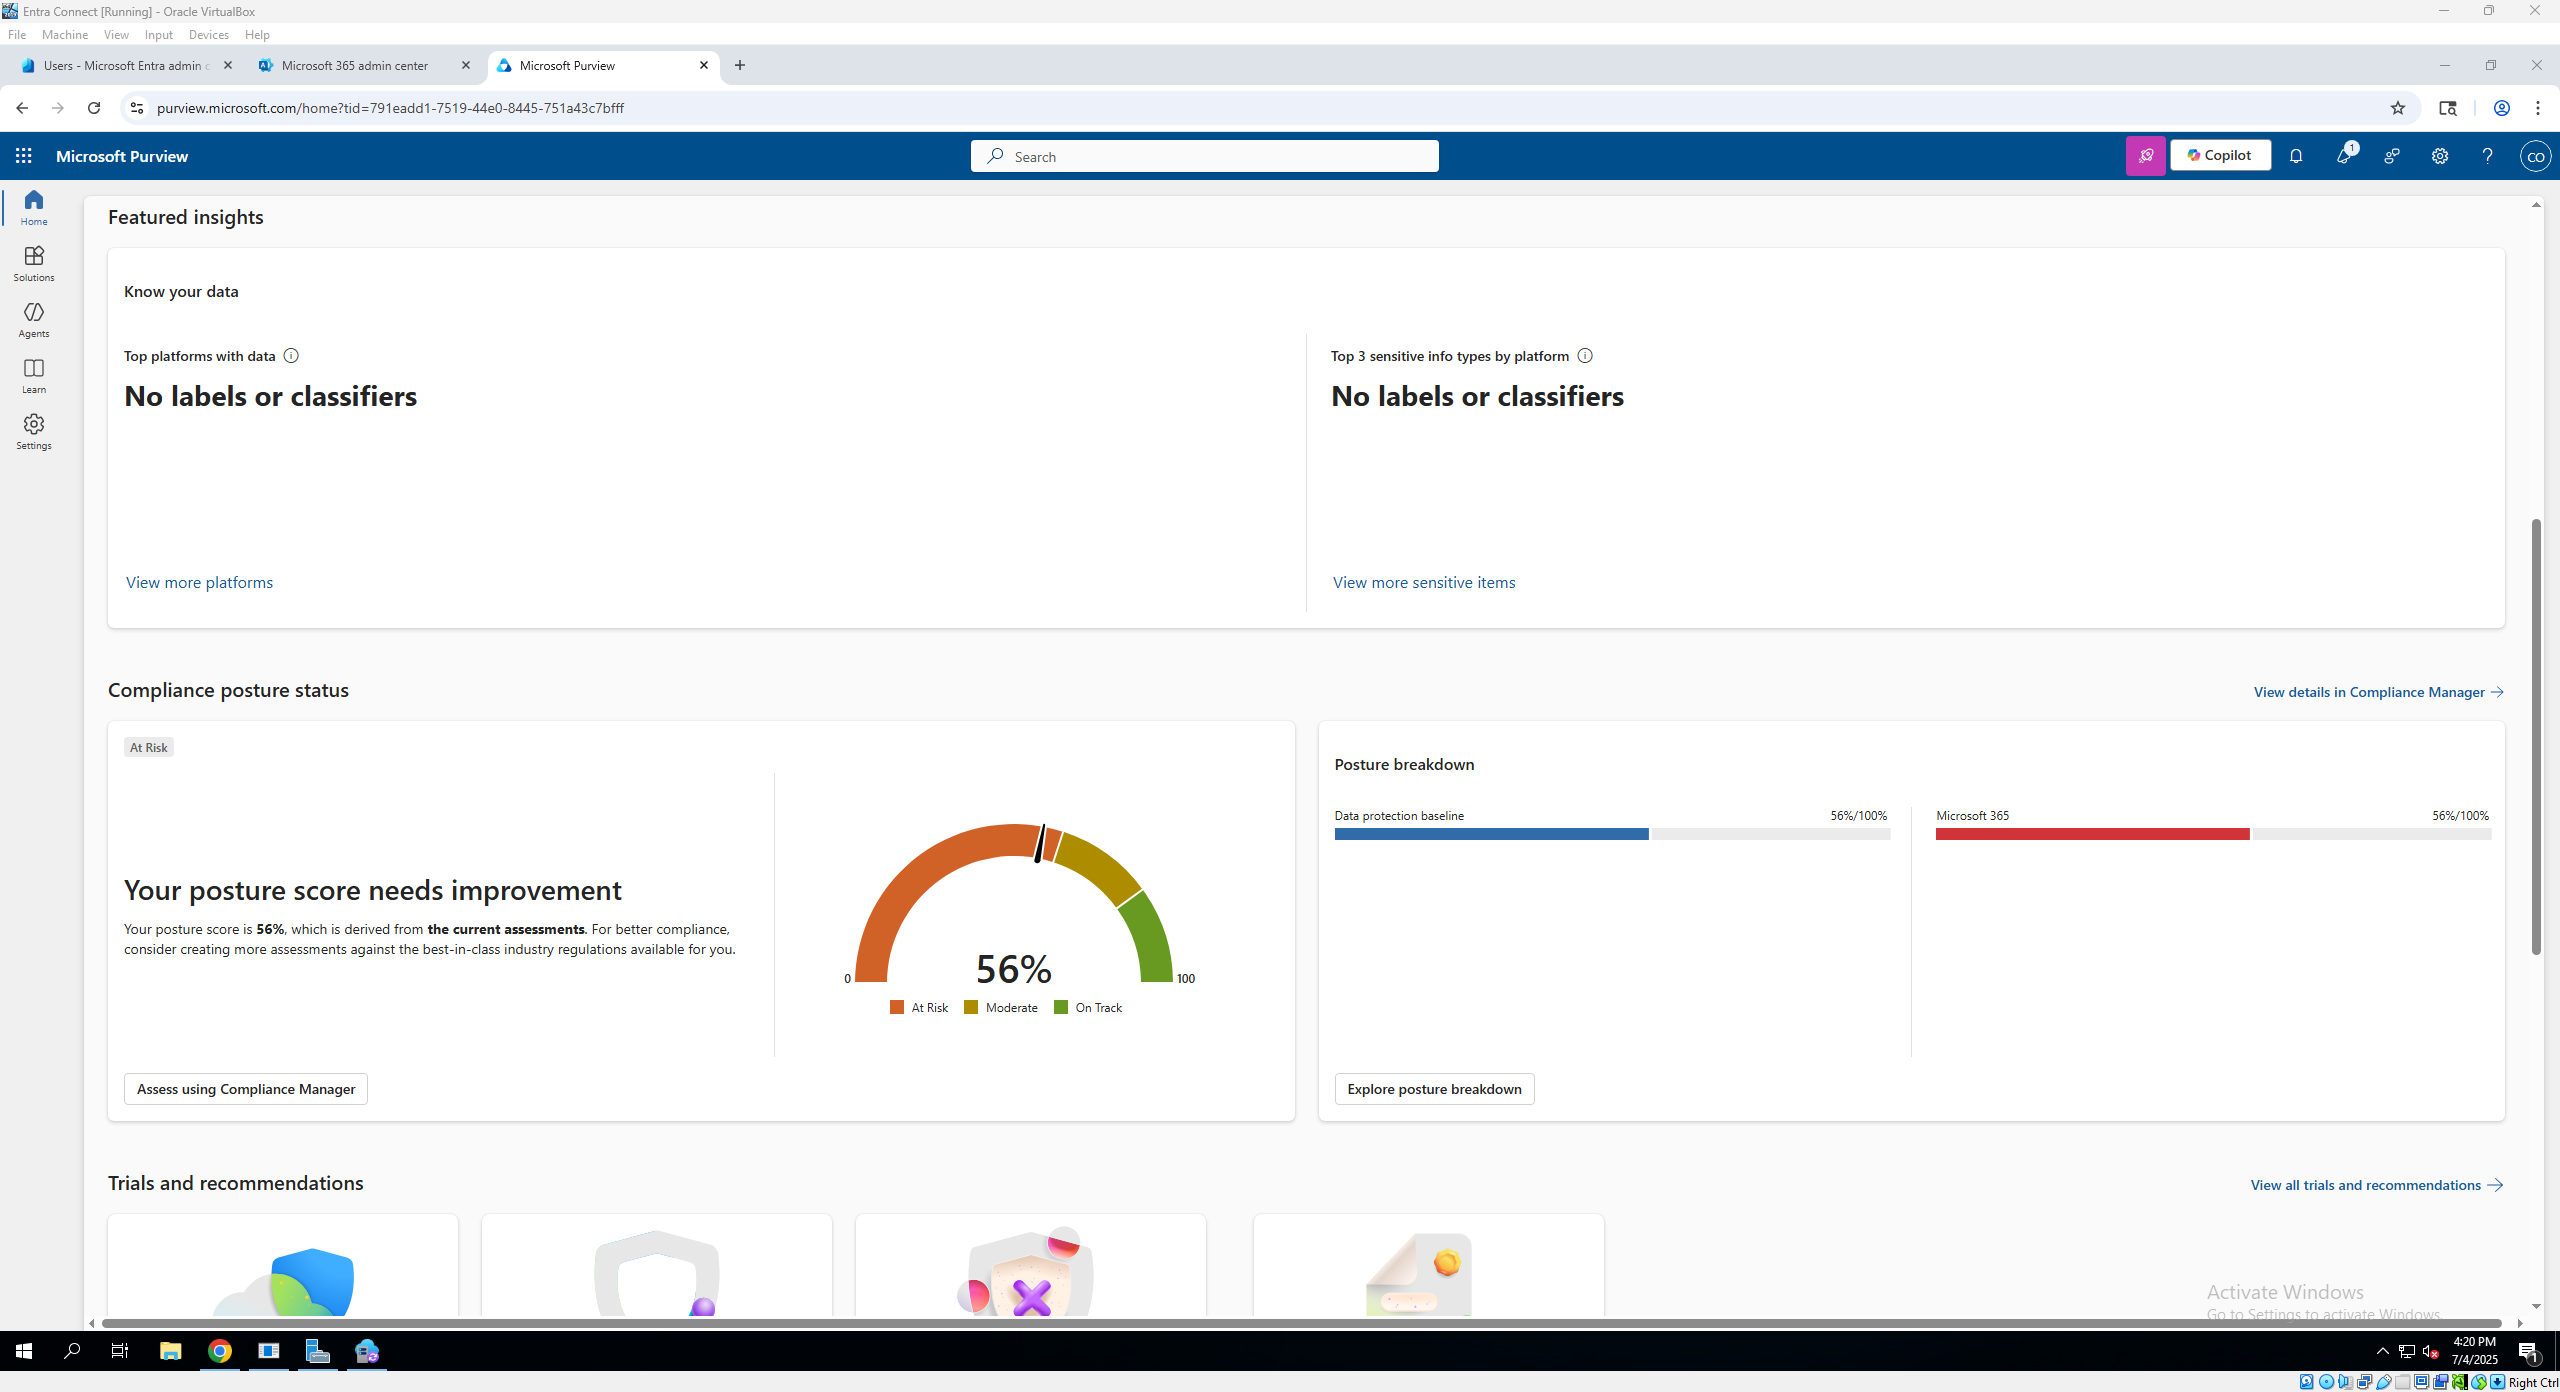 Entra Connect [Running] - Oracle VirtualBox
File Machine View Input Devices Help
Users - Microsoft Entra admin c
Microsoft 365 admin center
Microsoft Purview
purview.microsoft.com/home?tid=791eadd1-7519-44e0-8445-751a43c7bfff
Microsoft Purview
Search
Copilot
1
CO
Home
Solutions
Agents
Learn
Settings
Featured insights
Know your data
Top platforms with data
No labels or classifiers
View more platforms
Top 3 sensitive info types by platform
No labels or classifiers
View more sensitive items
Compliance posture status
View details in Compliance Manager
At Risk
Your posture score needs improvement
Your posture score is 56%, which is derived from the current assessments. For better compliance,
consider creating more assessments against the best-in-class industry regulations available for you.
56%
0
100
At Risk Moderate On Track
Assess using Compliance Manager
Posture breakdown
Data protection baseline 56%/100%
Microsoft 365 56%/100%
Explore posture breakdown
Trials and recommendations
View all trials and recommendations
Activate Windows
Go to Settings to activate Windows.
4:20 PM
7/4/2025
1
Right Ctrl